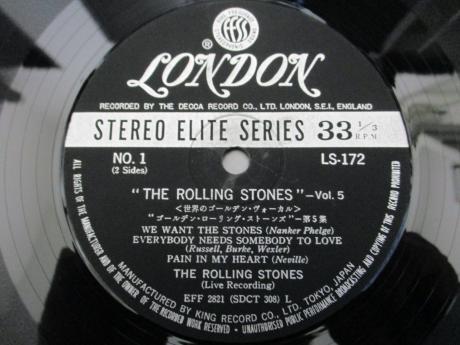 ffss
® LONDON
RECORDED BY THE DECCA RECORD CO., LTD. LONDON, S.E.I., ENGLAND
STEREO ELITE SERIES 33 1/3 R.P.M
NO. 1 LS-172
(2 Sides)
"THE ROLLING STONES"–Vol. 5
<世界のゴールデン・ヴォーカル>
"ゴールデン・ローリング・ストーンズ"–第5集
WE WANT THE STONES (Nanker Phelge)
EVERYBODY NEEDS SOMEBODY TO LOVE
(Russell, Burke, Wexler)
PAIN IN MY HEART (Neville)
THE ROLLING STONES
(Live Recording)
EFF 2821 (SDCT 308) L
MANUFACTURED BY KING RECORD CO., LTD. TOKYO, JAPAN
ALL RIGHTS OF THE MANUFACTURER AND OF THE OWNER OF THE RECORDED WORK RESERVED — UNAUTHORISED PUBLIC PERFORMANCE BROADCASTING AND COPYING OF THIS RECORD PROHIBITED